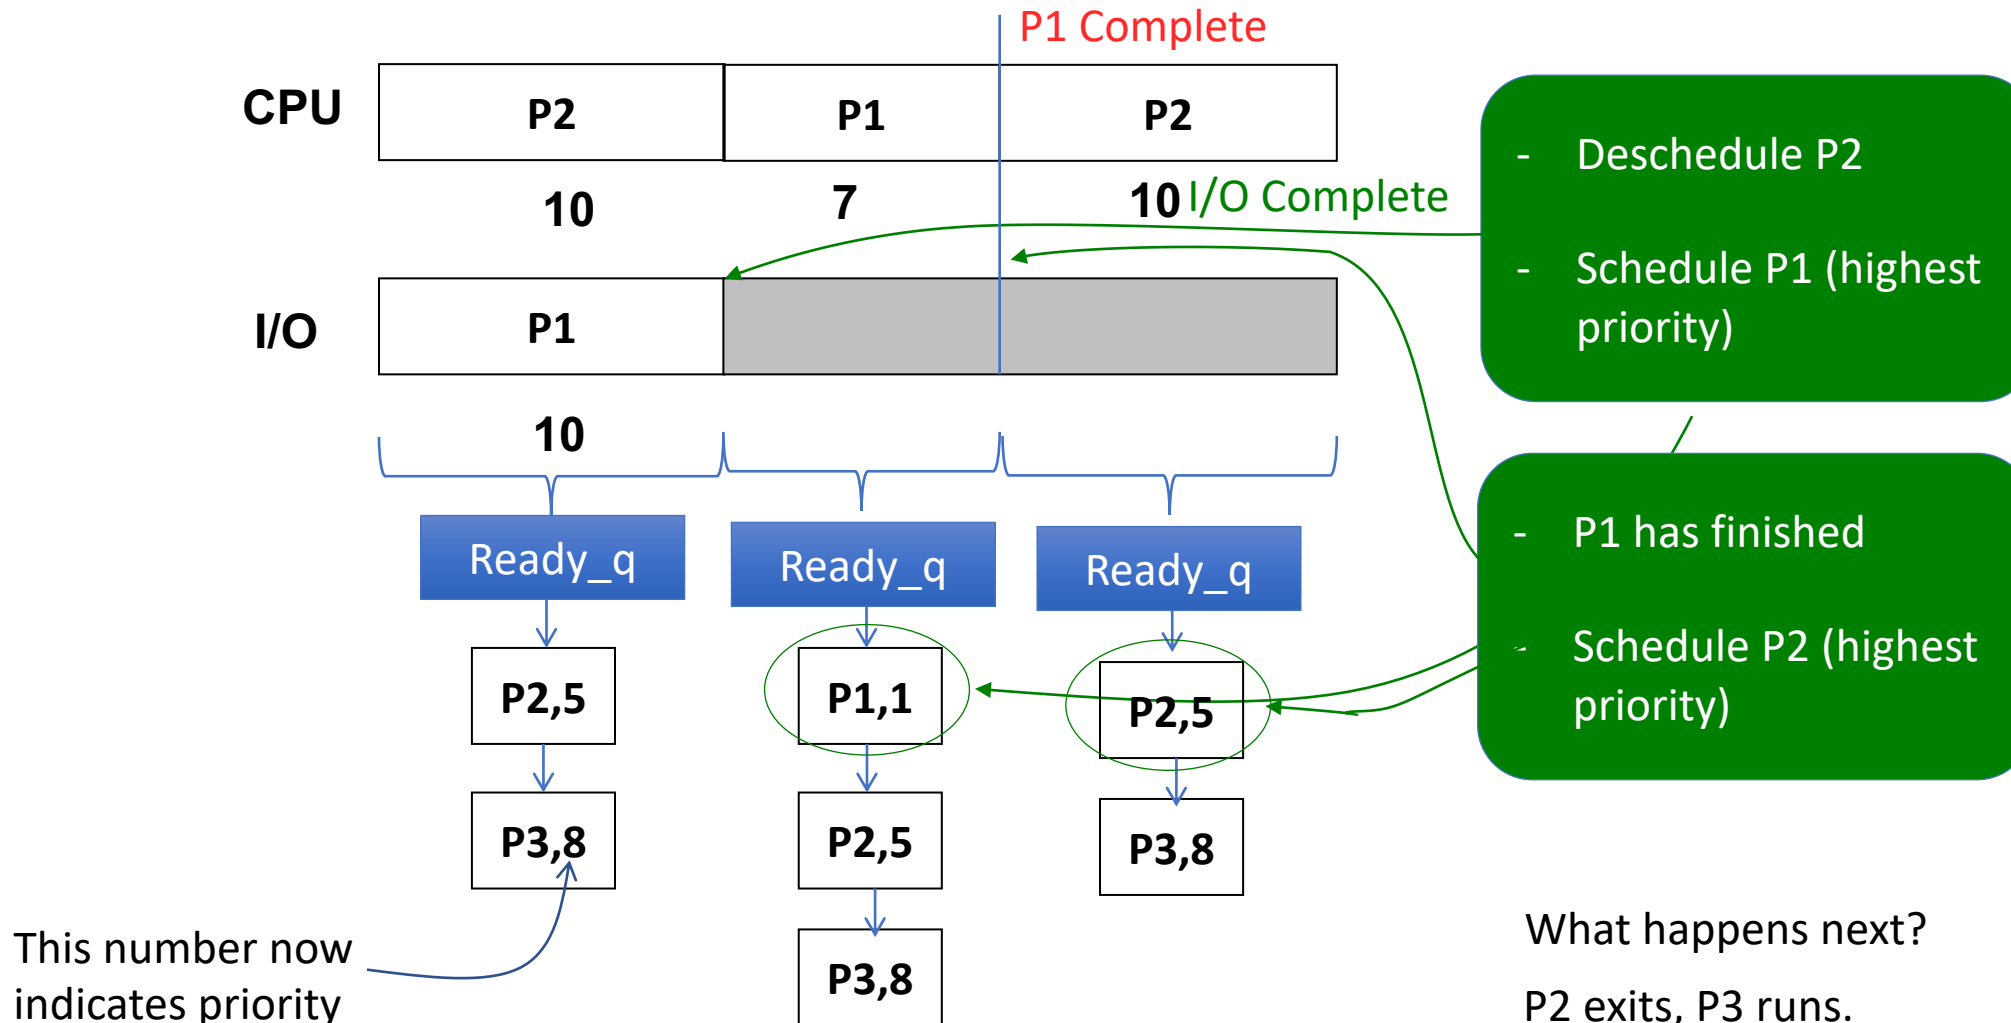 P1 Complete
CPU
P2
P1
P2
10
7
10
I/O Complete
I/O
P1
10
- Deschedule P2
- Schedule P1 (highest
priority)
- P1 has finished
- Schedule P2 (highest
priority)
Ready_q
Ready_q
Ready_q
P2,5
P1,1
P2,5
P3,8
P2,5
P3,8
P3,8
This number now
indicates priority
What happens next?
P2 exits, P3 runs.